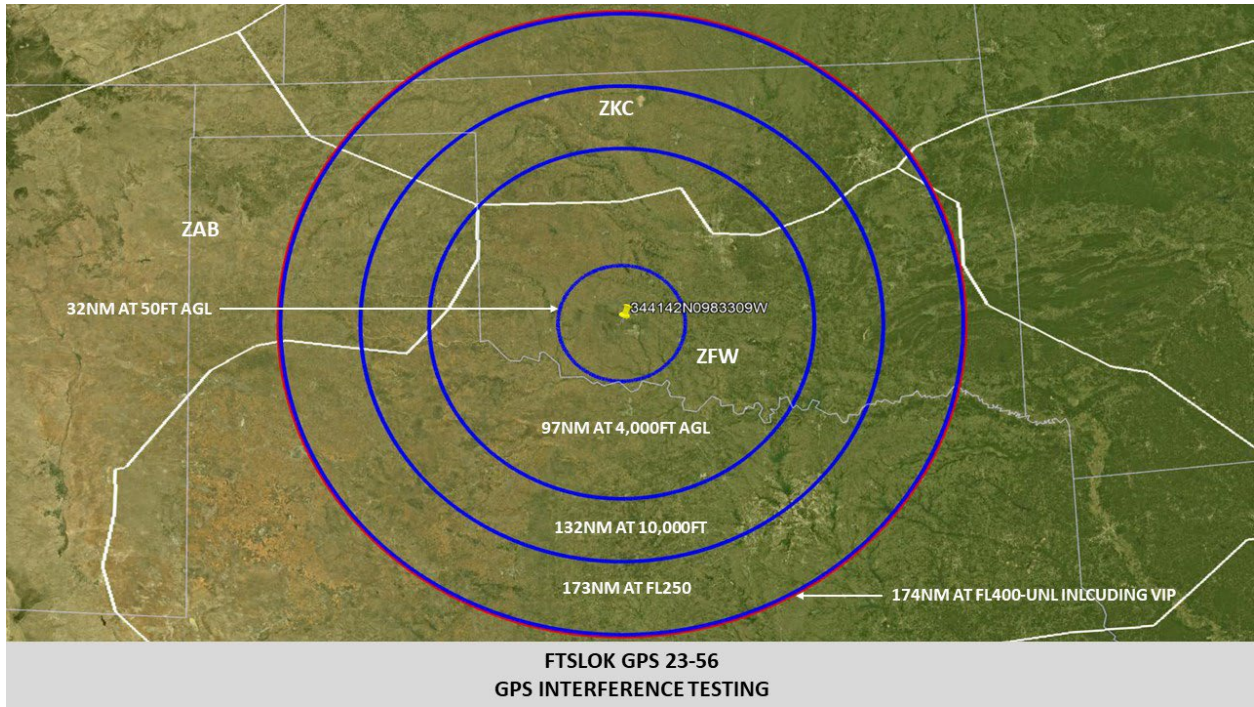 ZKC
ZAB
32NM AT 50FT AGL
344142N0983309W
ZFW
97NM AT 4,000FT AGL
132NM AT 10,000FT
173NM AT FL250
174NM AT FL400-UNL INLCUDING VIP
FTSLOK GPS 23-56
GPS INTERFERENCE TESTING